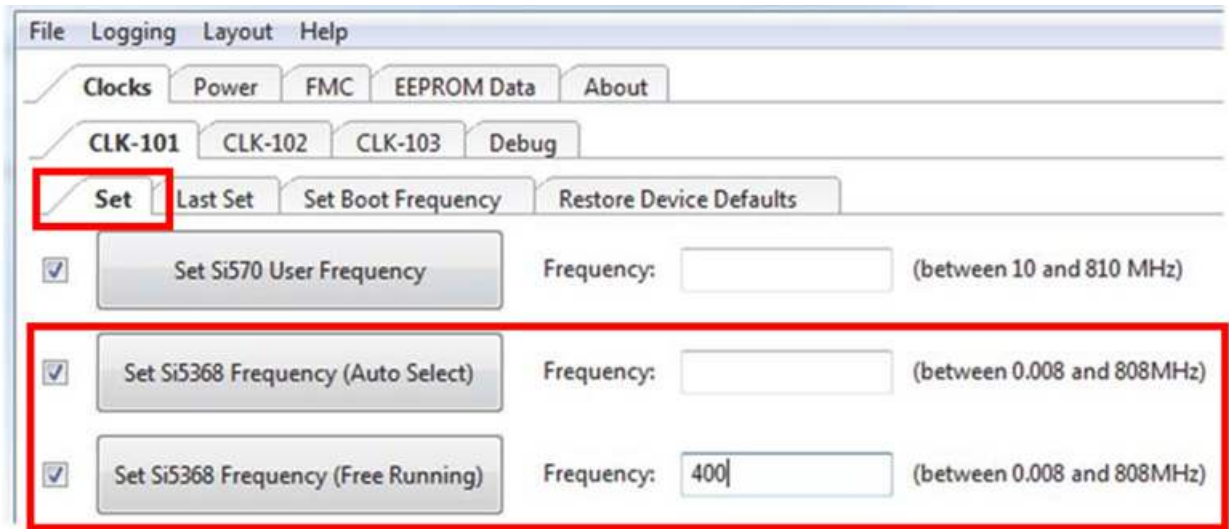 File Logging Layout Help
Clocks Power FMC EEPROM Data About
CLK-101 CLK-102 CLK-103 Debug
Set Last Set Set Boot Frequency Restore Device Defaults
Set Si570 User Frequency Frequency: (between 10 and 810 MHz)
Set Si5368 Frequency (Auto Select) Frequency: (between 0.008 and 808MHz)
Set Si5368 Frequency (Free Running) Frequency: 400 (between 0.008 and 808MHz)